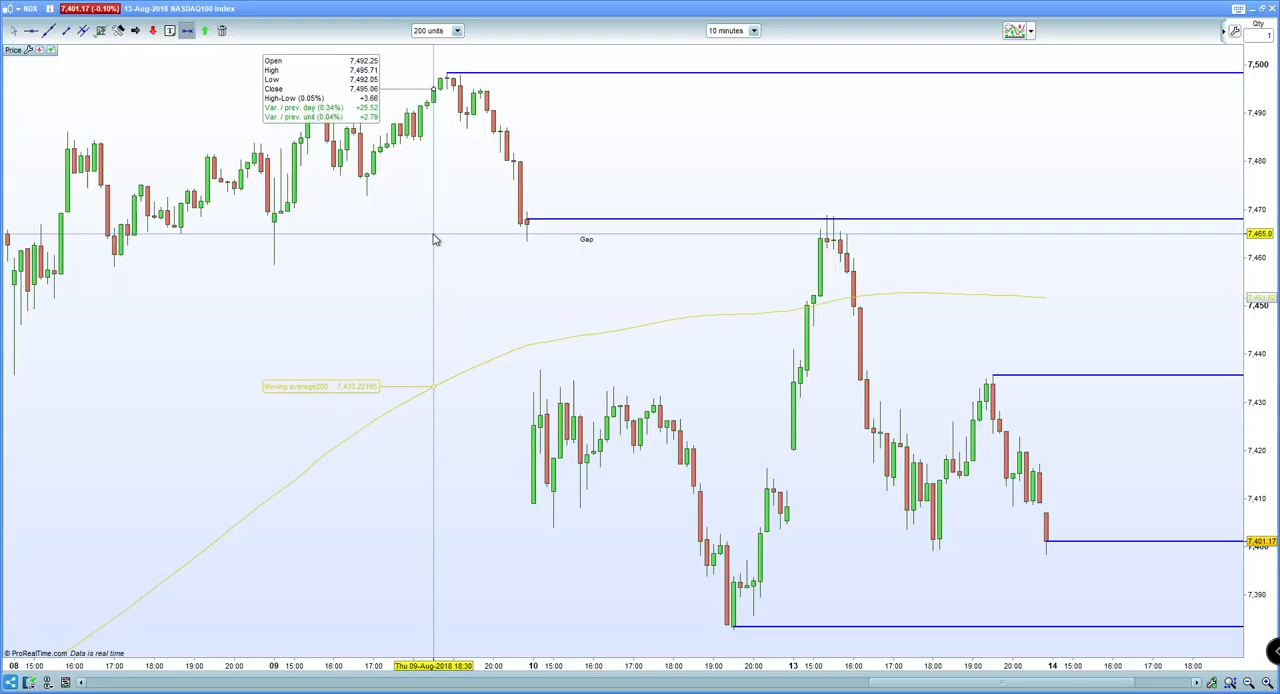 NDX 7,401.17 (-0.10%) 13-Aug-2018 NASDAQ100 Index
200 units 10 minutes Qty
1
Price
Open 7,492.25
High 7,495.71
Low 7,492.05
Close 7,495.06
High-Low (0.05%) +3.66
Var. / prev. day (0.34%) +25.52
Var. / prev. unit (0.04%) +2.79
7,500
7,490
7,480
7,470
7,465.0
7,460
7,450
7,440
7,430
7,420
7,410
7,401.17
7,390
Gap
Moving average200 7,433.22165
© ProRealTime.com Data is real time
08 15:00 16:00 17:00 18:00 19:00 20:00 09 15:00 16:00 17:00 Thu 09-Aug-2018 18:30 20:00 10 15:00 16:00 17:00 18:00 19:00 20:00 13 15:00 16:00 17:00 18:00 19:00 20:00 14 15:00 16:00 17:00 18:00